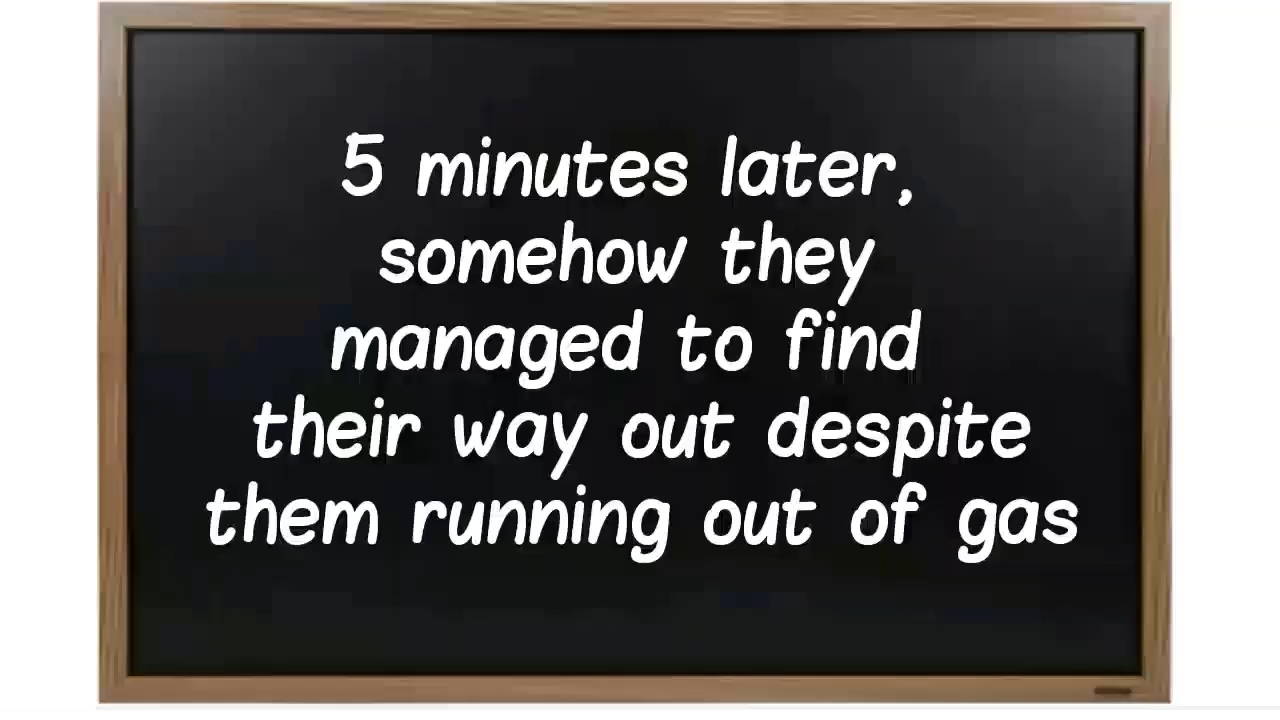 5 minutes later,
somehow they
managed to find
their way out despite
them running out of gas